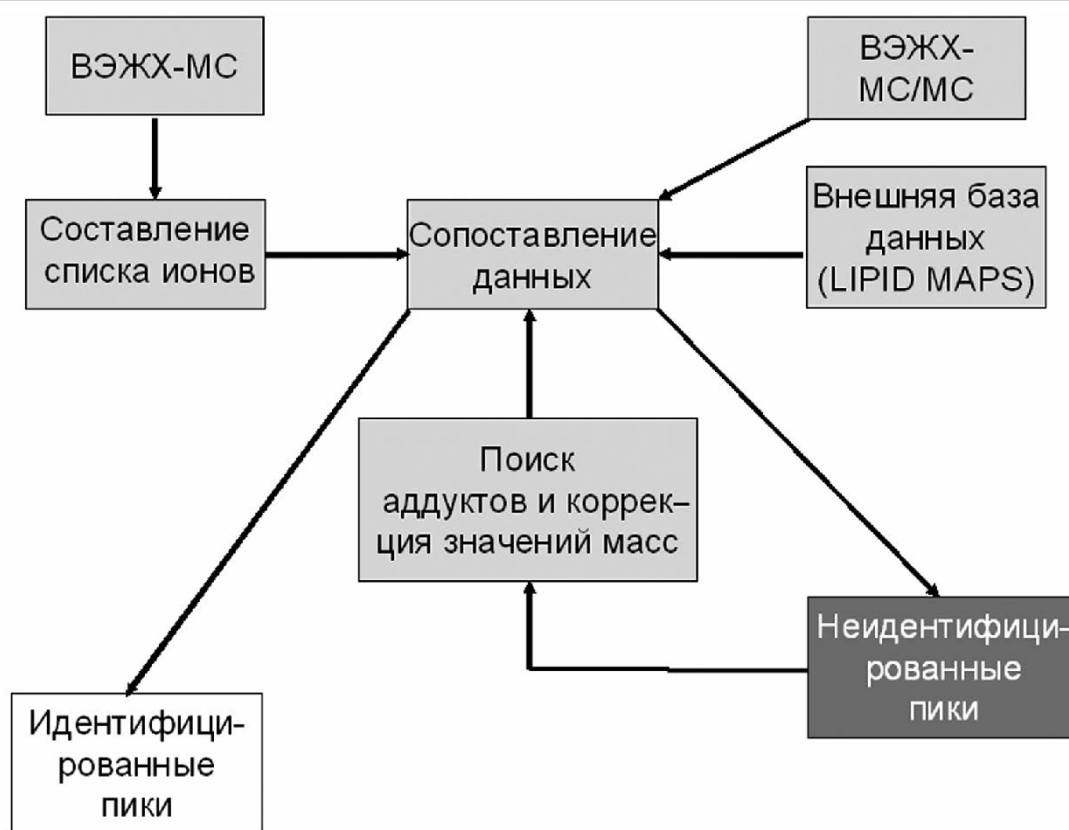 ВЭЖХ-МС
ВЭЖХ-
МС/МС
Составление
списка ионов
Сопоставление
данных
Внешняя база
данных
(LIPID MAPS)
Поиск
аддуктов и коррек–
ция значений масс
Неидентифици-
рованные
пики
Идентифици-
рованные
пики